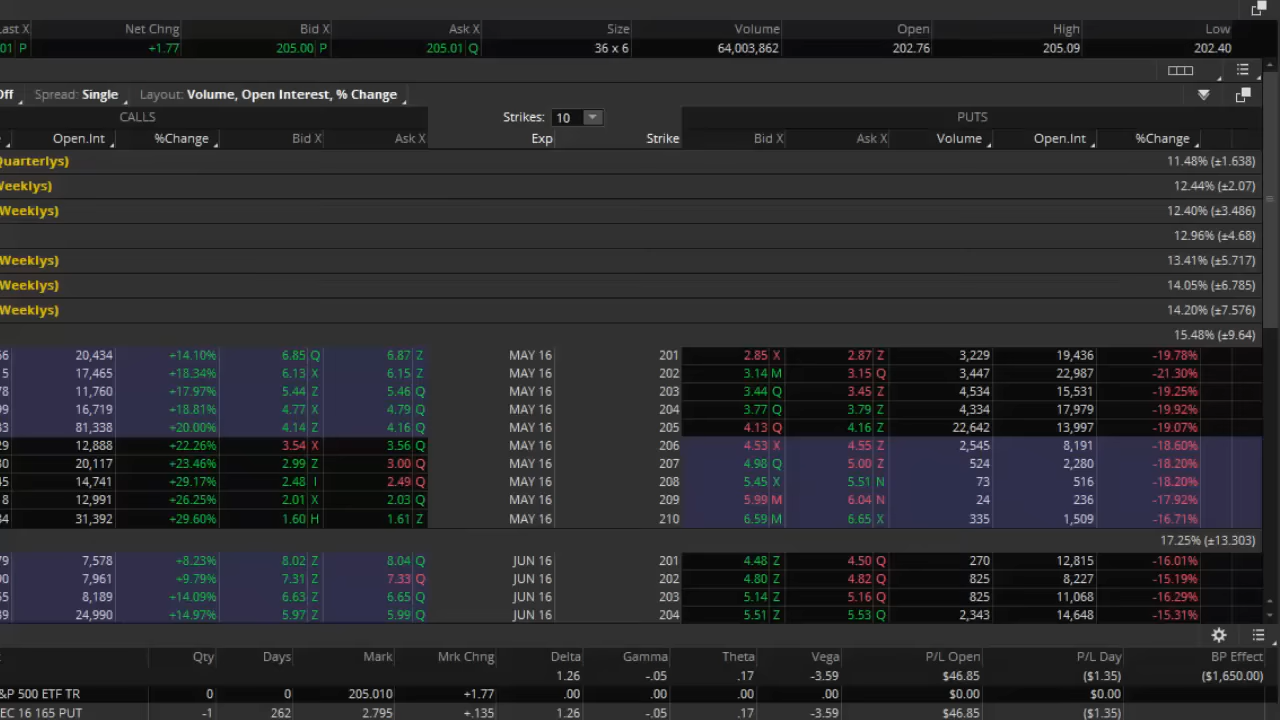 ast X Net Chng Bid X Ask X Size Volume Open High Low
01 P +1.77 205.00 P 205.01 Q 36 x 6 64,003,862 202.76 205.09 202.40
Off Spread: Single Layout: Volume, Open Interest, % Change
CALLS Strikes: 10 PUTS
Open.Int %Change Bid X Ask X Exp Strike Bid X Ask X Volume Open.Int %Change
Quarterlys) 11.48% (±1.638)
Weeklys) 12.44% (±2.07)
Weeklys) 12.40% (±3.486)
12.96% (±4.68)
Weeklys) 13.41% (±5.717)
Weeklys) 14.05% (±6.785)
Weeklys) 14.20% (±7.576)
15.48% (±9.64)
20,434 +14.10% 6.85 Q 6.87 Z MAY 16 201 2.85 X 2.87 Z 3,229 19,436 -19.78%
5 17,465 +18.34% 6.13 X 6.15 Z MAY 16 202 3.14 M 3.15 Q 3,447 22,987 -21.30%
78 11,760 +17.97% 5.44 Z 5.46 Q MAY 16 203 3.44 Q 3.45 Z 4,534 15,531 -19.25%
99 16,719 +18.81% 4.77 X 4.79 Q MAY 16 204 3.77 Q 3.79 Z 4,334 17,979 -19.92%
33 81,338 +20.00% 4.14 Z 4.16 Q MAY 16 205 4.13 Q 4.16 Z 22,642 13,997 -19.07%
29 12,888 +22.26% 3.54 X 3.56 Q MAY 16 206 4.53 X 4.55 Z 2,545 8,191 -18.60%
30 20,117 +23.46% 2.99 Z 3.00 Q MAY 16 207 4.98 Q 5.00 Z 524 2,280 -18.20%
45 14,741 +29.17% 2.48 I 2.49 Q MAY 16 208 5.45 X 5.51 N 73 516 -18.20%
8 12,991 +26.25% 2.01 X 2.03 Q MAY 16 209 5.99 M 6.04 N 24 236 -17.92%
34 31,392 +29.60% 1.60 H 1.61 Z MAY 16 210 6.59 M 6.65 X 335 1,509 -16.71%
17.25% (±13.303)
79 7,578 +8.23% 8.02 Z 8.04 Q JUN 16 201 4.48 Z 4.50 Q 270 12,815 -16.01%
90 7,961 +9.79% 7.31 Z 7.33 Q JUN 16 202 4.80 Z 4.82 Q 825 8,227 -15.19%
55 8,189 +14.09% 6.63 Z 6.65 Q JUN 16 203 5.14 Z 5.16 Q 825 11,068 -16.29%
39 24,990 +14.97% 5.97 Z 5.99 Q JUN 16 204 5.51 Z 5.53 Q 2,343 14,648 -15.31%
Qty Days Mark Mrk Chng Delta Gamma Theta Vega P/L Open P/L Day BP Effect
1.26 -.05 .17 -3.59 $46.85 ($1.35) ($1,650.00)
&P 500 ETF TR 0 0 205.010 +1.77 .00 .00 .00 .00 $0.00 $0.00
EC 16 165 PUT -1 262 2.795 +.135 1.26 -.05 .17 -3.59 $46.85 ($1.35)